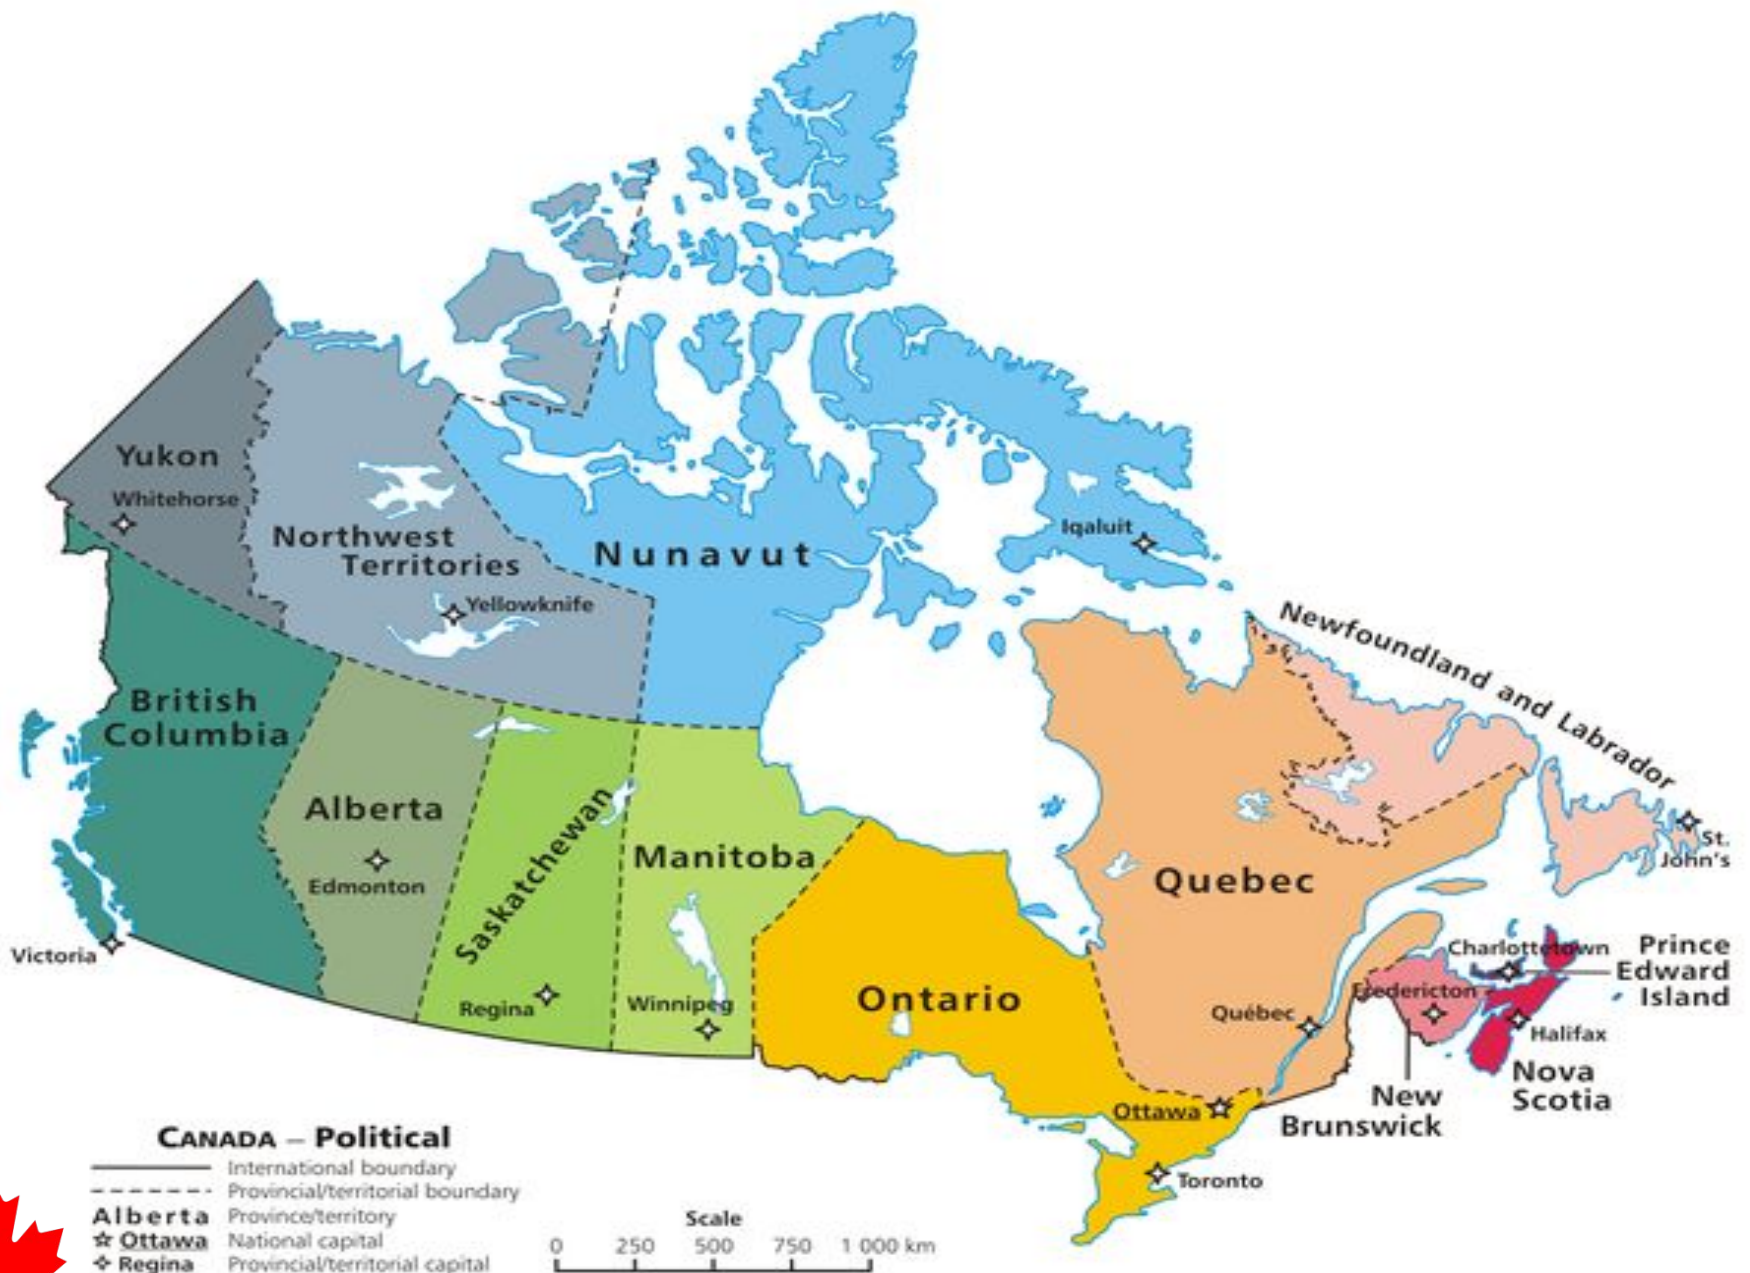 Yukon
Whitehorse
Northwest
Territories
Yellowknife
Nunavut
Iqaluit
British
Columbia
Victoria
Alberta
Edmonton
Saskatchewan
Regina
Manitoba
Winnipeg
Ontario
Ottawa
Toronto
Quebec
Québec
Newfoundland and Labrador
St.
John's
Charlottetown
Prince
Edward
Island
Fredericton
New
Brunswick
Halifax
Nova
Scotia
CANADA – Political
International boundary
Provincial/territorial boundary
Alberta Province/territory
Ottawa National capital
Regina Provincial/territorial capital
Scale
0 250 500 750 1 000 km